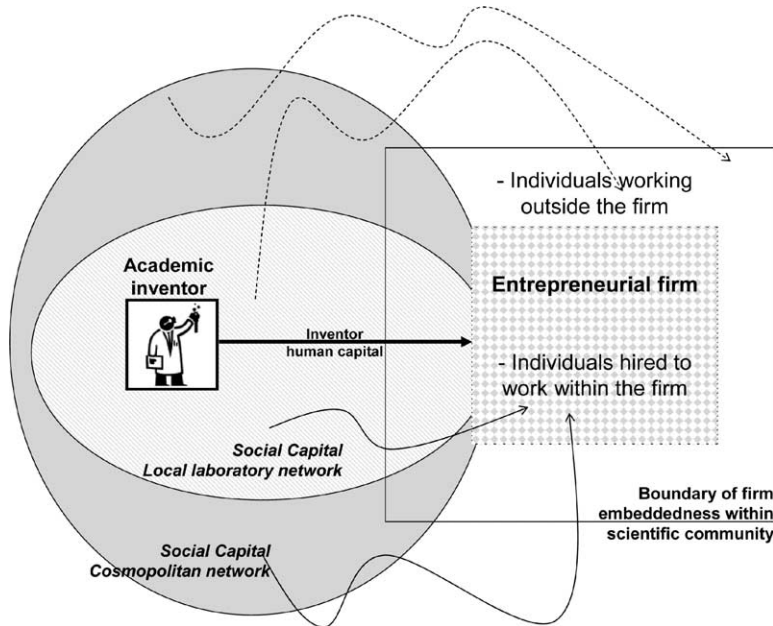 - Individuals working
outside the firm
Academic
inventor
Entrepreneurial firm
Inventor
human capital
- Individuals hired to
work within the firm
Social Capital
Local laboratory network
Boundary of firm
embeddedness within
scientific community
Social Capital
Cosmopolitan network